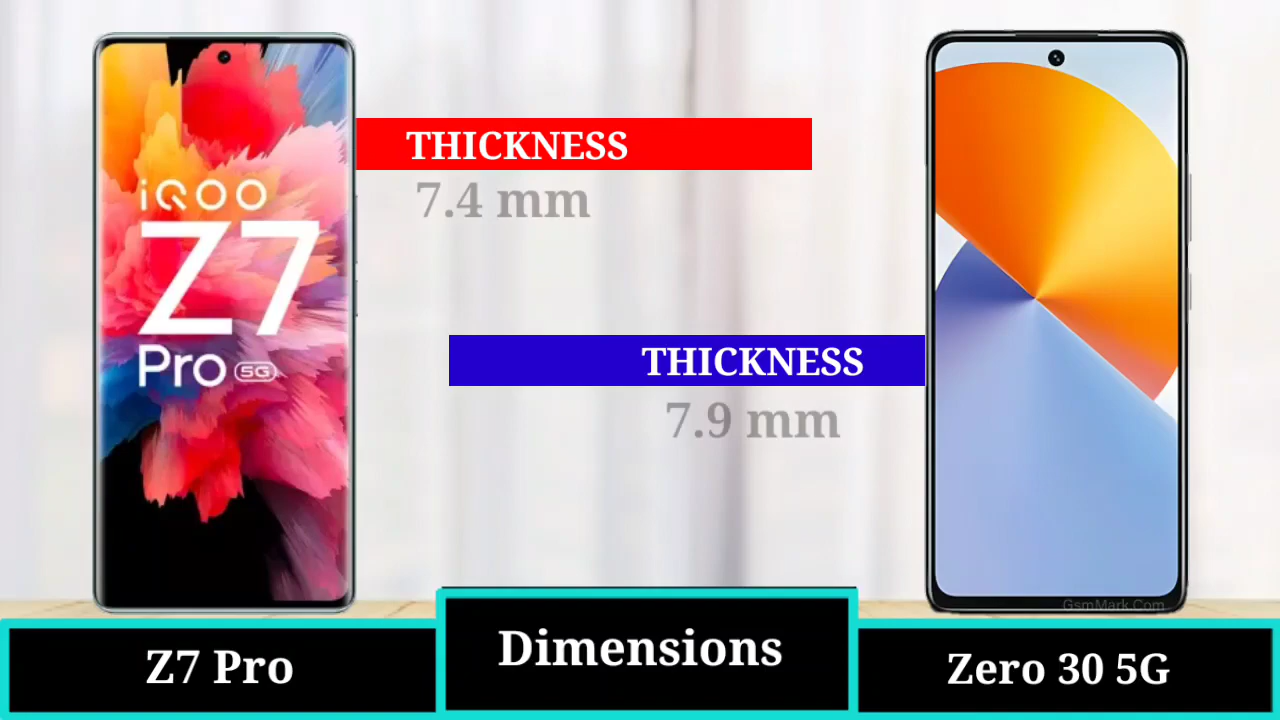 iQOO
Z7
Pro 5G
THICKNESS
7.4 mm
THICKNESS
7.9 mm
GsmMark.Com
Z7 Pro
Dimensions
Zero 30 5G